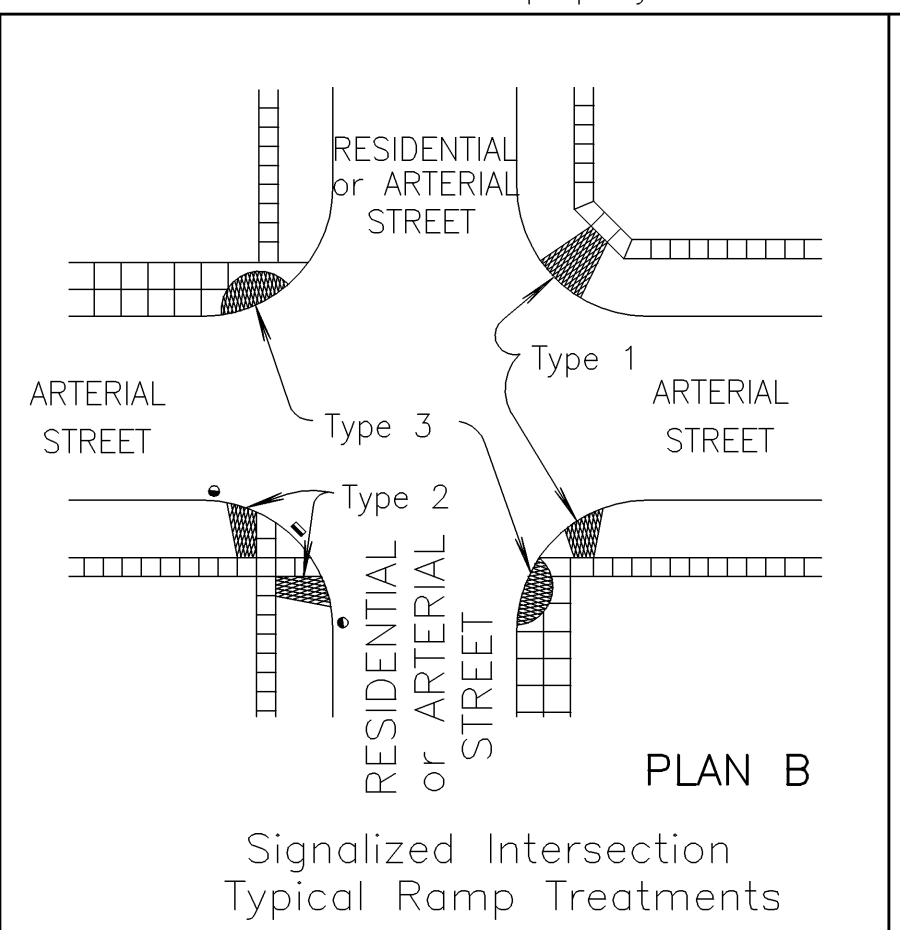 RESIDENTIAL
or ARTERIAL
STREET
Type 1
ARTERIAL
STREET
ARTERIAL
STREET
Type 3
Type 2
RESIDENTIAL
or ARTERIAL
STREET
PLAN B
Signalized Intersection
Typical Ramp Treatments